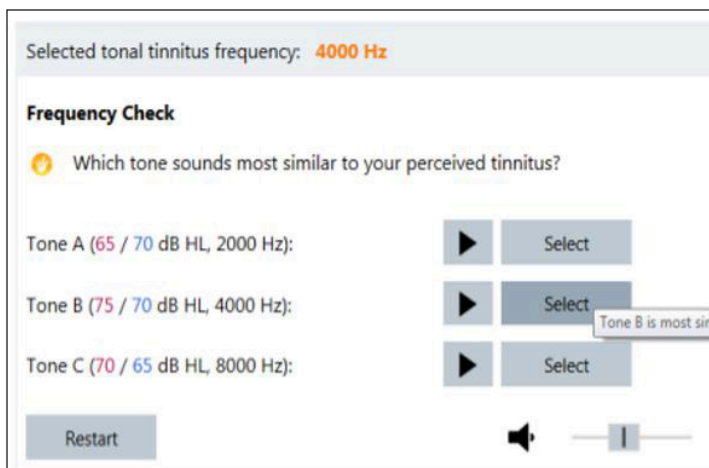 Selected tonal tinnitus frequency: 4000 Hz
Frequency Check
Which tone sounds most similar to your perceived tinnitus?
Tone A (65 / 70 dB HL, 2000 Hz): Select
Tone B (75 / 70 dB HL, 4000 Hz): Select
Tone B is most
Tone C (70 / 65 dB HL, 8000 Hz): Select
Restart